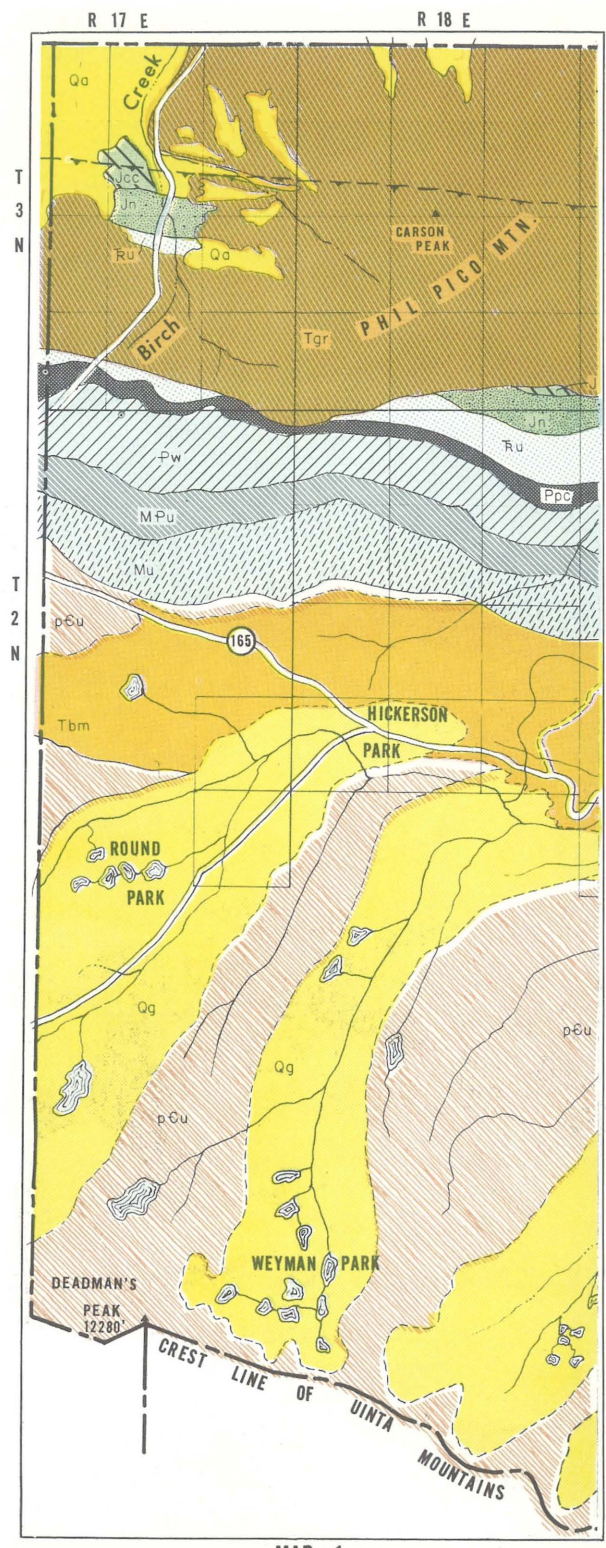 R 17 E
R 18 E
Qa
Creek
T
3
N
Jcc
Jn
CARSON
PEAK
PHIL PICO MTN.
T̅Ru
Qa
Birch
Tgr
J
Jn
T̅Ru
Pw
Ppc
MPu
Mu
T
2
N
p€u
165
Tbm
HICKERSON
PARK
ROUND
PARK
Qg
p€u
Qg
p€u
WEYMAN PARK
DEADMAN'S
PEAK
12280'
CREST LINE OF UINTA MOUNTAINS